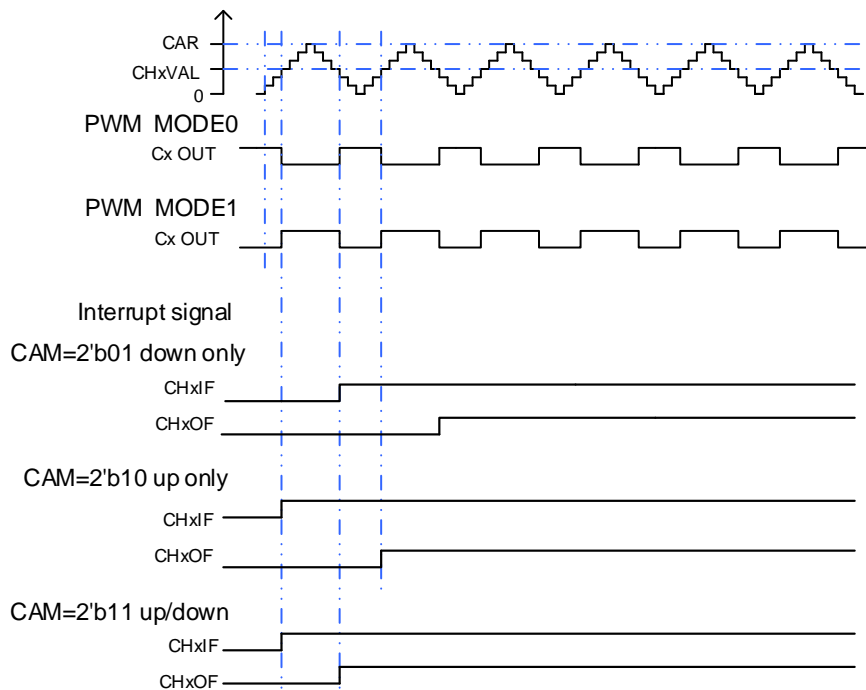 CAR
CHxVAL
0
PWM MODE0
Cx OUT
PWM MODE1
Cx OUT
Interrupt signal
CAM=2'b01 down only
CHxIF
CHxOF
CAM=2'b10 up only
CHxIF
CHxOF
CAM=2'b11 up/down
CHxIF
CHxOF